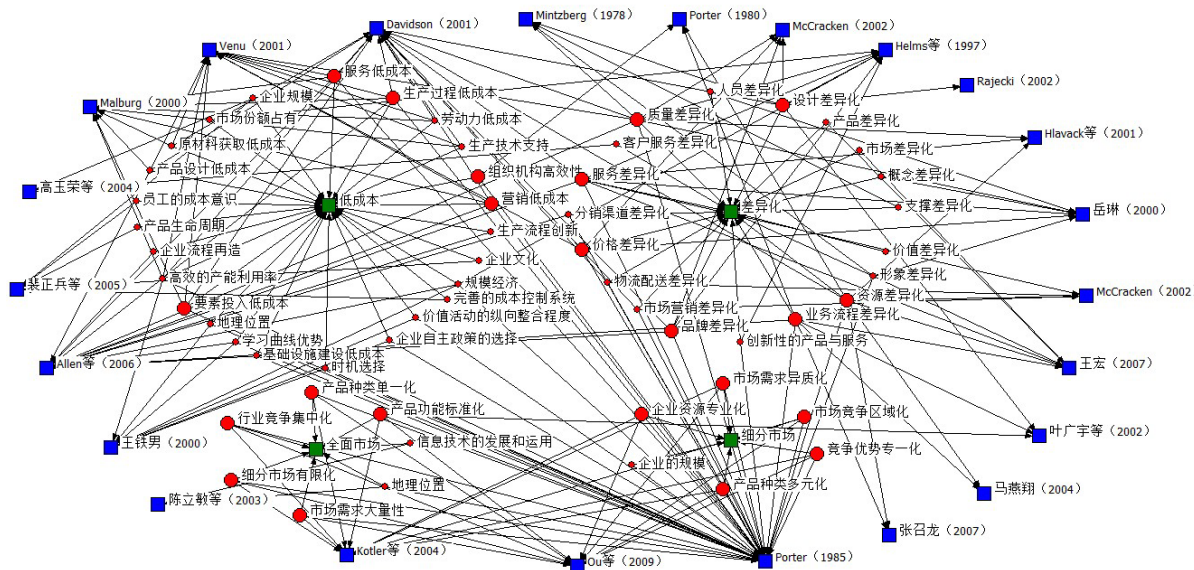 Mintzberg（1978）
Porter（1980）
Davidson（2001）
McCracken（2002）
Venu（2001）
Helms等（1997）
服务低成本
Rajecki（2002）
人员差异化
企业规模
生产过程低成本
设计差异化
Malburg（2000）
市场份额占有
劳动力低成本
质量差异化
产品差异化
Hlavack等（2001）
原材料获取低成本
生产技术支持
客户服务差异化
市场差异化
产品设计低成本
组织机构高效性
服务差异化
概念差异化
高玉荣等（2004）
员工的成本意识
低成本
营销低成本
差异化
支撑差异化
分销渠道差异化
岳琳（2000）
产品生命周期
生产流程创新
企业流程再造
价格差异化
价值差异化
企业文化
高效的产能利用率
形象差异化
物流配送差异化
裴正兵等（2005）
规模经济
McCracken（2002
完善的成本控制系统
资源差异化
要素投入低成本
市场营销差异化
价值活动的纵向整合程度
业务流程差异化
地理位置
品牌差异化
学习曲线优势
企业自主政策的选择
创新性的产品与服务
基础设施建设低成本
Allen等（2006）
时机选择
王宏（2007）
市场需求异质化
产品种类单一化
产品功能标准化
企业资源专业化
市场竞争区域化
行业竞争集中化
叶广宇等（2002）
王铁男（2000）
全面市场
信息技术的发展和运用
细分市场
竞争优势专一化
企业的规模
细分市场有限化
地理位置
产品种类多元化
马燕翔（2004）
陈立敏等（2003）
市场需求大量性
张召龙（2007）
Kotler等（2004）
Ou等（2009）
Porter（1985）